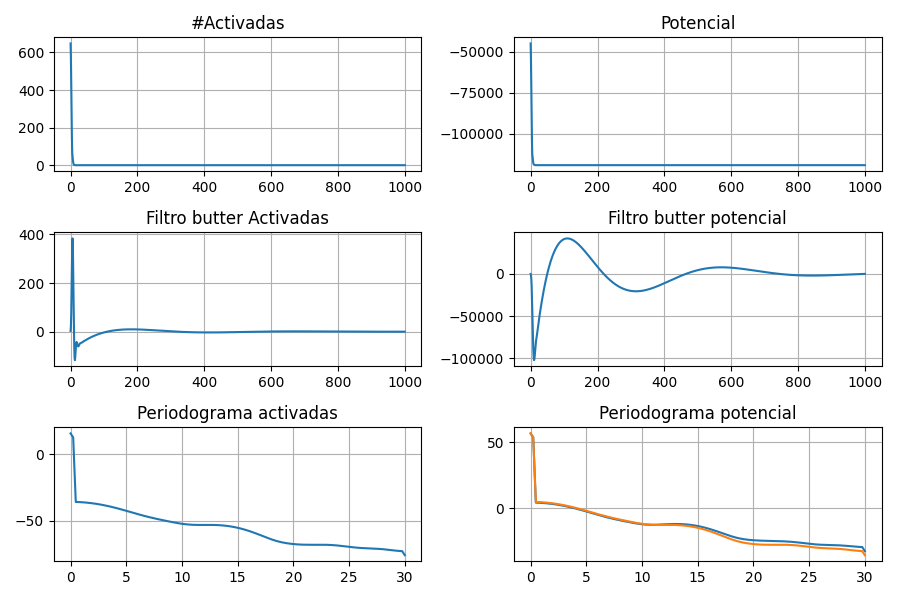 #Activadas
600
400
200
0
0 200 400 600 800 1000
Potencial
−50000
−75000
−100000
0 200 400 600 800 1000
Filtro butter Activadas
400
200
0
0 200 400 600 800 1000
Filtro butter potencial
0
−50000
−100000
0 200 400 600 800 1000
Periodograma activadas
0
−50
0 5 10 15 20 25 30
Periodograma potencial
50
0
0 5 10 15 20 25 30